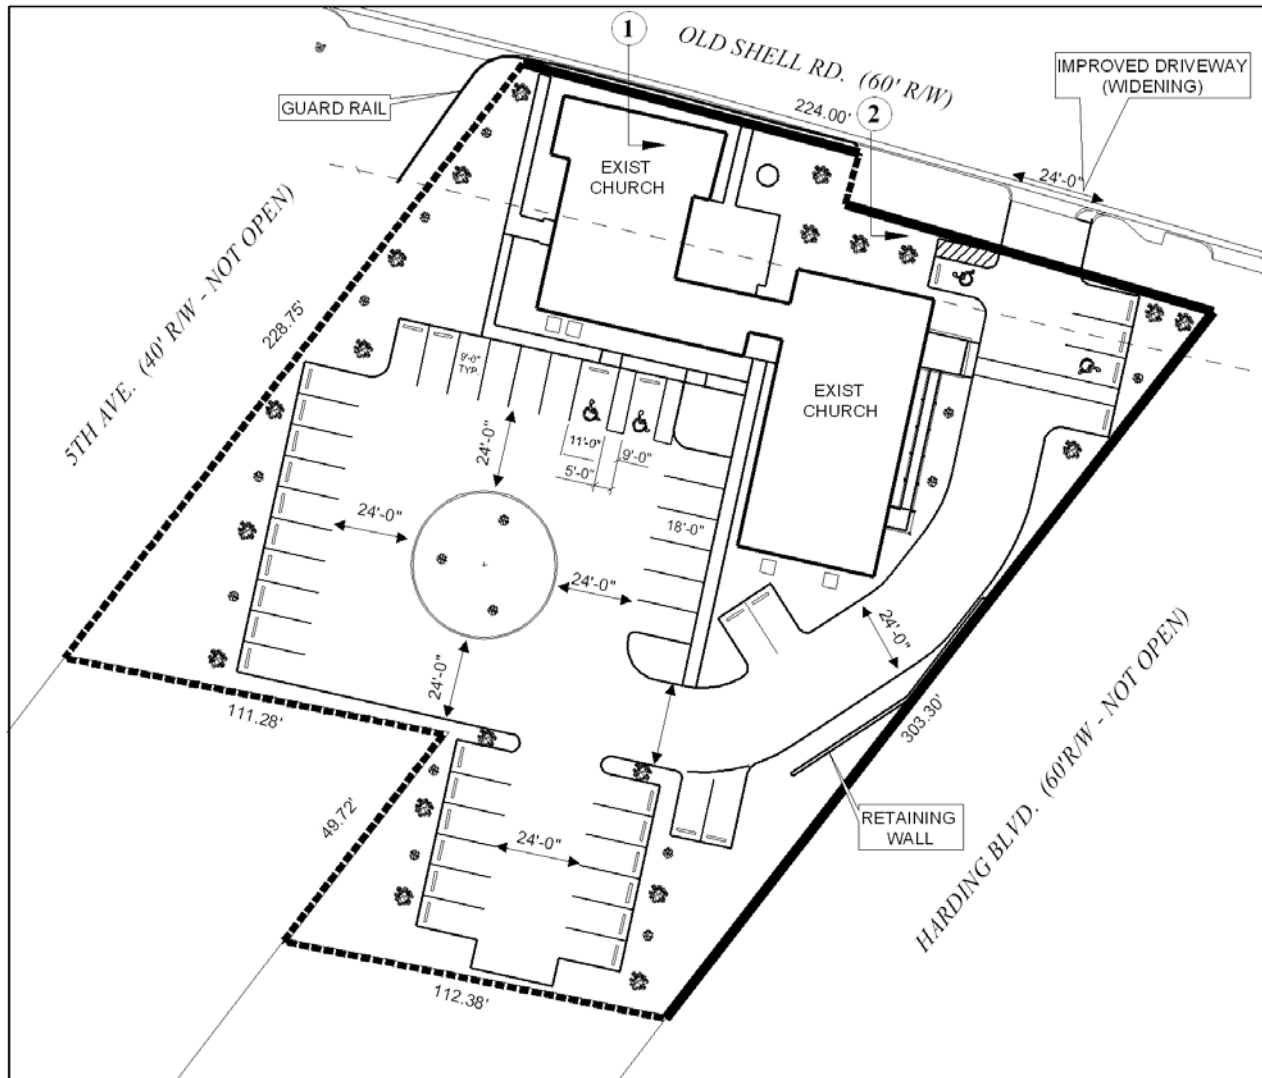 1
OLD SHELL RD. (60' R/W)
IMPROVED DRIVEWAY
(WIDENING)
GUARD RAIL
224.00'
2
EXIST
CHURCH
24'-0"
5TH AVE. (40' R/W - NOT OPEN)
228.75'
9'-0"
TYP.
EXIST
CHURCH
24'-0"
11'-0"
9'-0"
5'-0"
24'-0"
18'-0"
24'-0"
24'-0"
24'-0"
111.28'
303.30'
HARDING BLVD. (60'R/W - NOT OPEN)
49.72'
24'-0"
RETAINING
WALL
112.38'